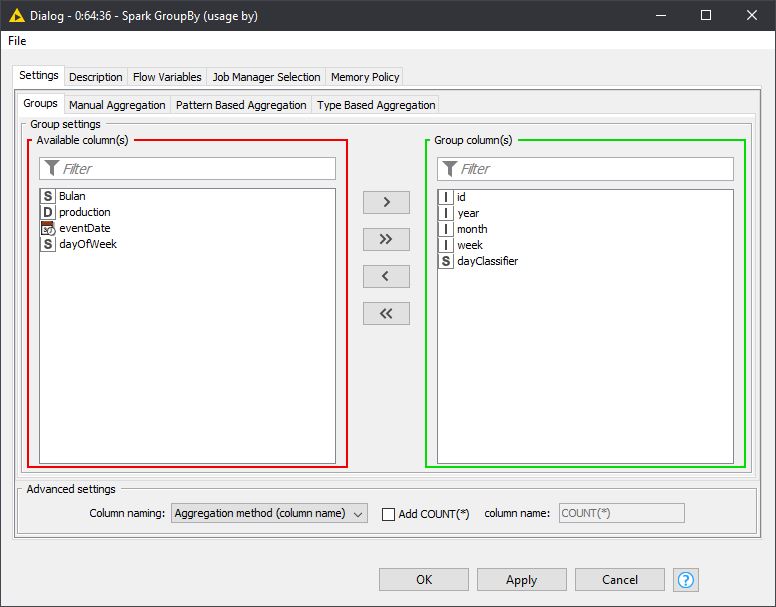 Dialog - 0:64:36 - Spark GroupBy (usage by)
File
Settings Description Flow Variables Job Manager Selection Memory Policy
Groups Manual Aggregation Pattern Based Aggregation Type Based Aggregation
Group settings
Available column(s)
Filter
S Bulan
D production
eventDate
S dayOfWeek
>
>>
<
<<
Group column(s)
Filter
I id
I year
I month
I week
S dayClassifier
Advanced settings
Column naming: Aggregation method (column name) Add COUNT(*) column name: COUNT(*)
OK Apply Cancel ?